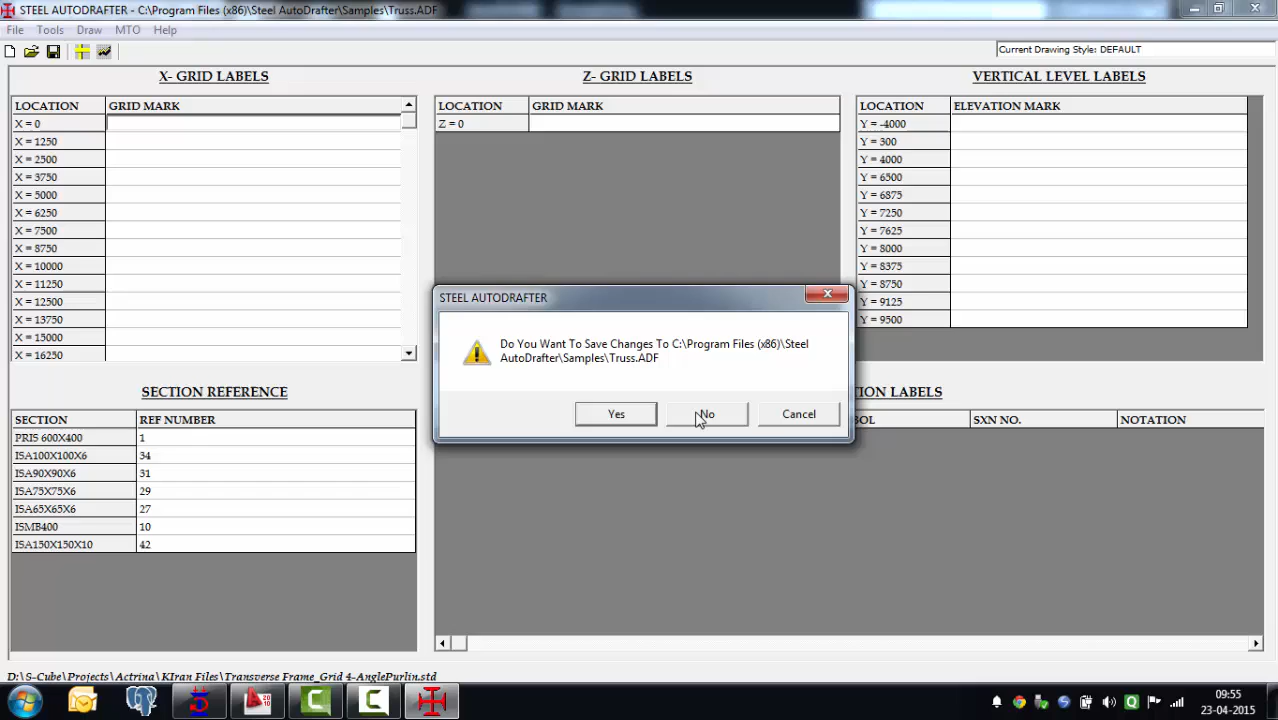 STEEL AUTODRAFTER - C:\Program Files (x86)\Steel AutoDrafter\Samples\Truss.ADF
File Tools Draw MTO Help
Current Drawing Style: DEFAULT
X- GRID LABELS
LOCATION GRID MARK
X = 0
X = 1250
X = 2500
X = 3750
X = 5000
X = 6250
X = 7500
X = 8750
X = 10000
X = 11250
X = 12500
X = 13750
X = 15000
X = 16250
Z- GRID LABELS
LOCATION GRID MARK
Z = 0
VERTICAL LEVEL LABELS
LOCATION ELEVATION MARK
Y = -4000
Y = 300
Y = 4000
Y = 6500
Y = 6875
Y = 7250
Y = 7625
Y = 8000
Y = 8375
Y = 8750
Y = 9125
Y = 9500
STEEL AUTODRAFTER
Do You Want To Save Changes To C:\Program Files (x86)\Steel
AutoDrafter\Samples\Truss.ADF
Yes No Cancel
SECTION REFERENCE
SECTION REF NUMBER
PRIS 600X400 1
ISA100X100X6 34
ISA90X90X6 31
ISA75X75X6 29
ISA65X65X6 27
ISMB400 10
ISA150X150X10 42
ION LABELS
BOL SXN NO. NOTATION
D:\S-Cube\Projects\Actrina\KIran Files\Transverse Frame_Grid 4-AnglePurlin.std
2010
09:55
23-04-2015